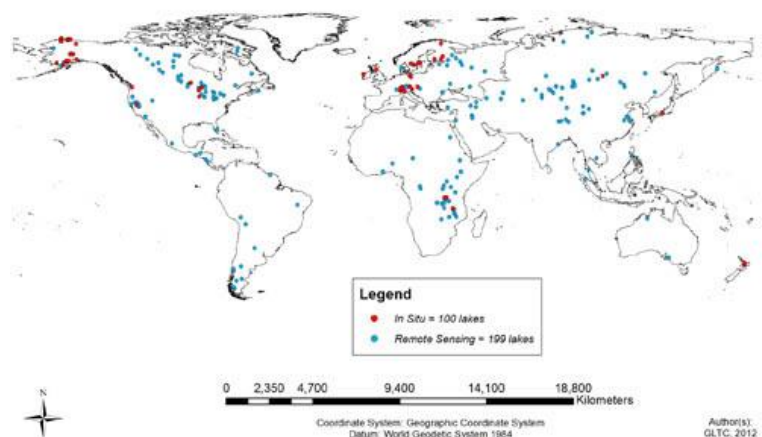 Legend
In Situ = 100 lakes
Remote Sensing = 199 lakes
N
0 2,350 4,700 9,400 14,100 18,800
Kilometers
Coordinate System: Geographic Coordinate System
Datum: World Geodetic System 1984
Author(s):
GLTC, 2012